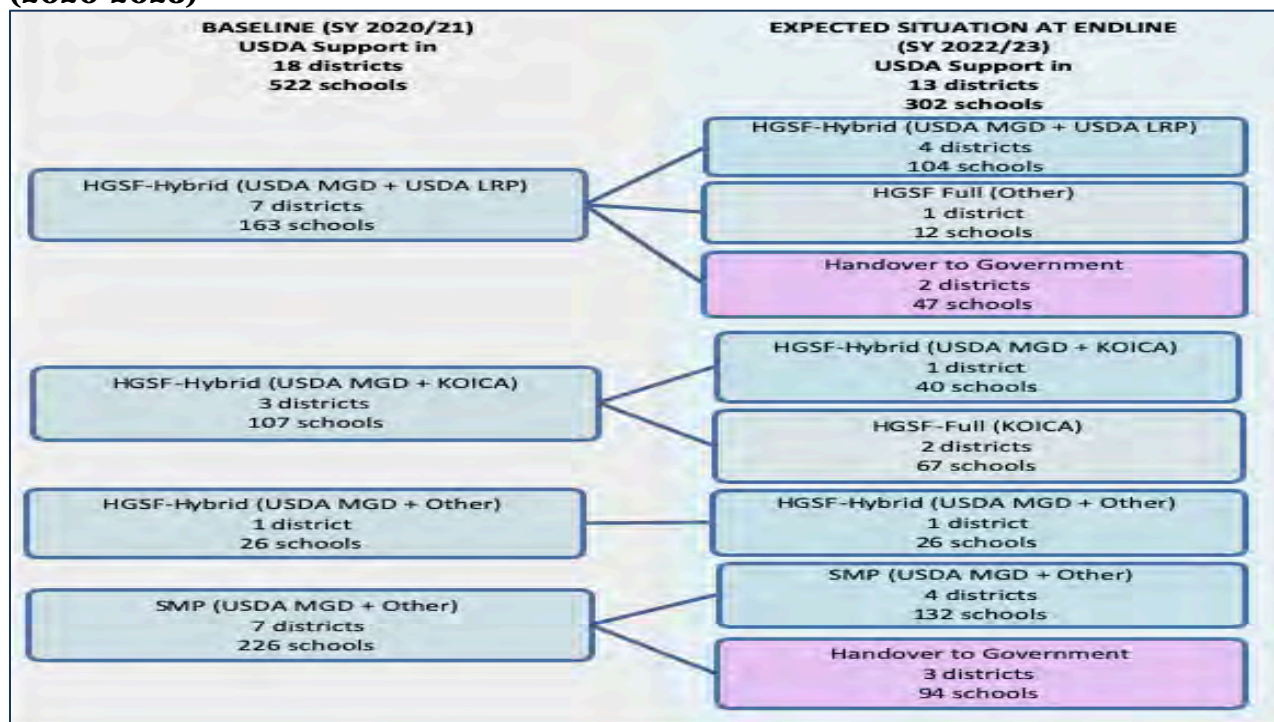 BASELINE (SY 2020/21)
USDA Support in
18 districts
522 schools
HGSF-Hybrid (USDA MGD + USDA LRP)
7 districts
163 schools
HGSF-Hybrid (USDA MGD + KOICA)
3 districts
107 schools
HGSF-Hybrid (USDA MGD + Other)
1 district
26 schools
SMP (USDA MGD + Other)
7 districts
226 schools
EXPECTED SITUATION AT ENDLINE
(SY 2022/23)
USDA Support in
13 districts
302 schools
HGSF-Hybrid (USDA MGD + USDA LRP)
4 districts
104 schools
HGSF Full (Other)
1 district
12 schools
Handover to Government
2 districts
47 schools
HGSF-Hybrid (USDA MGD + KOICA)
1 district
40 schools
HGSF-Full (KOICA)
2 districts
67 schools
HGSF-Hybrid (USDA MGD + Other)
1 district
26 schools
SMP (USDA MGD + Other)
4 districts
132 schools
Handover to Government
3 districts
94 schools